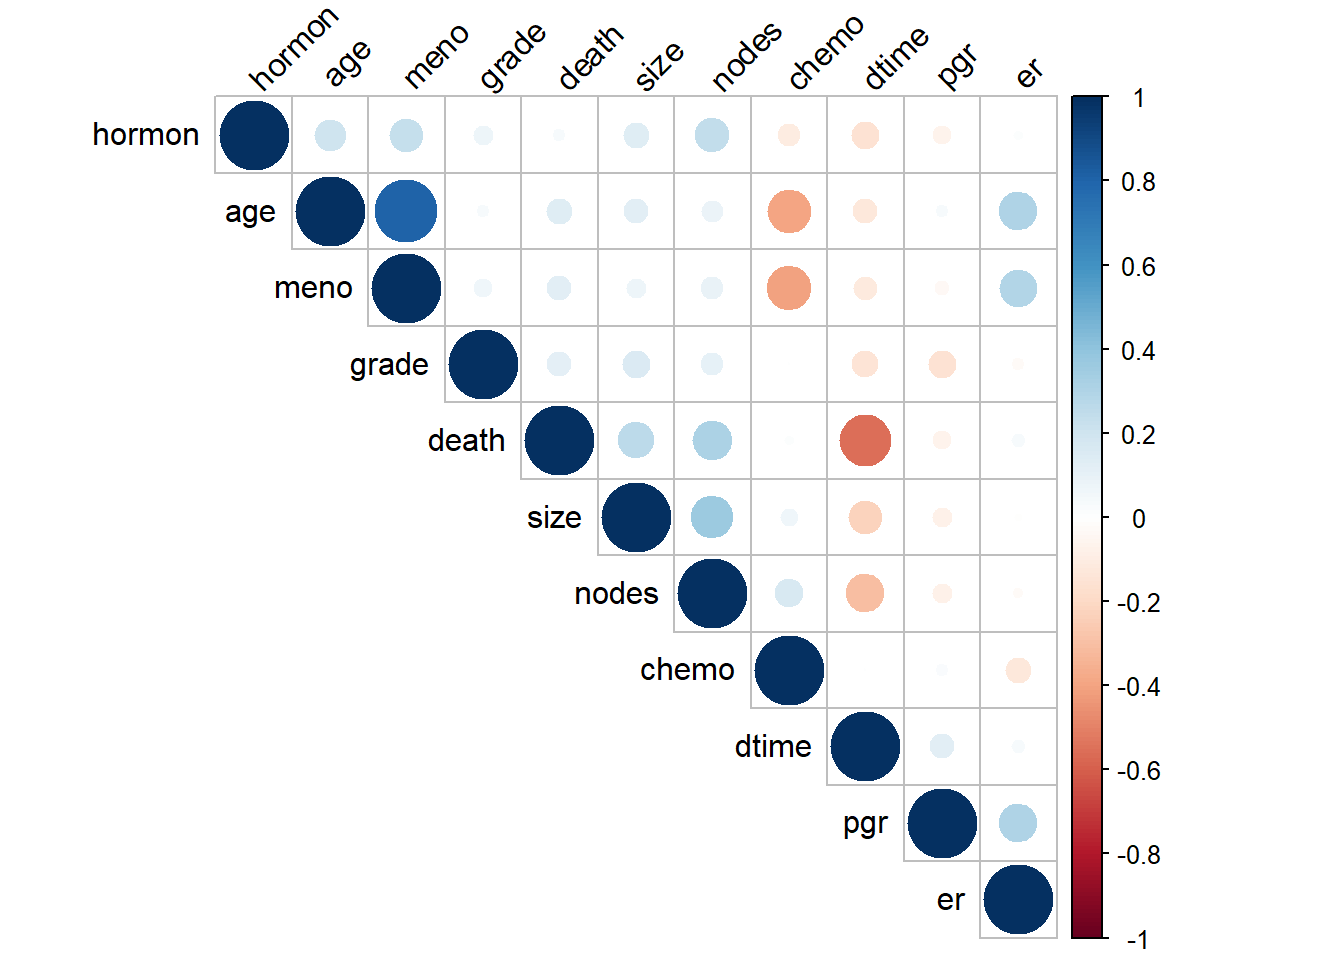 hormon age meno grade death size nodes chemo dtime pgr er
hormon
age
meno
grade
death
size
nodes
chemo
dtime
pgr
er
1
0.8
0.6
0.4
0.2
0
-0.2
-0.4
-0.6
-0.8
-1